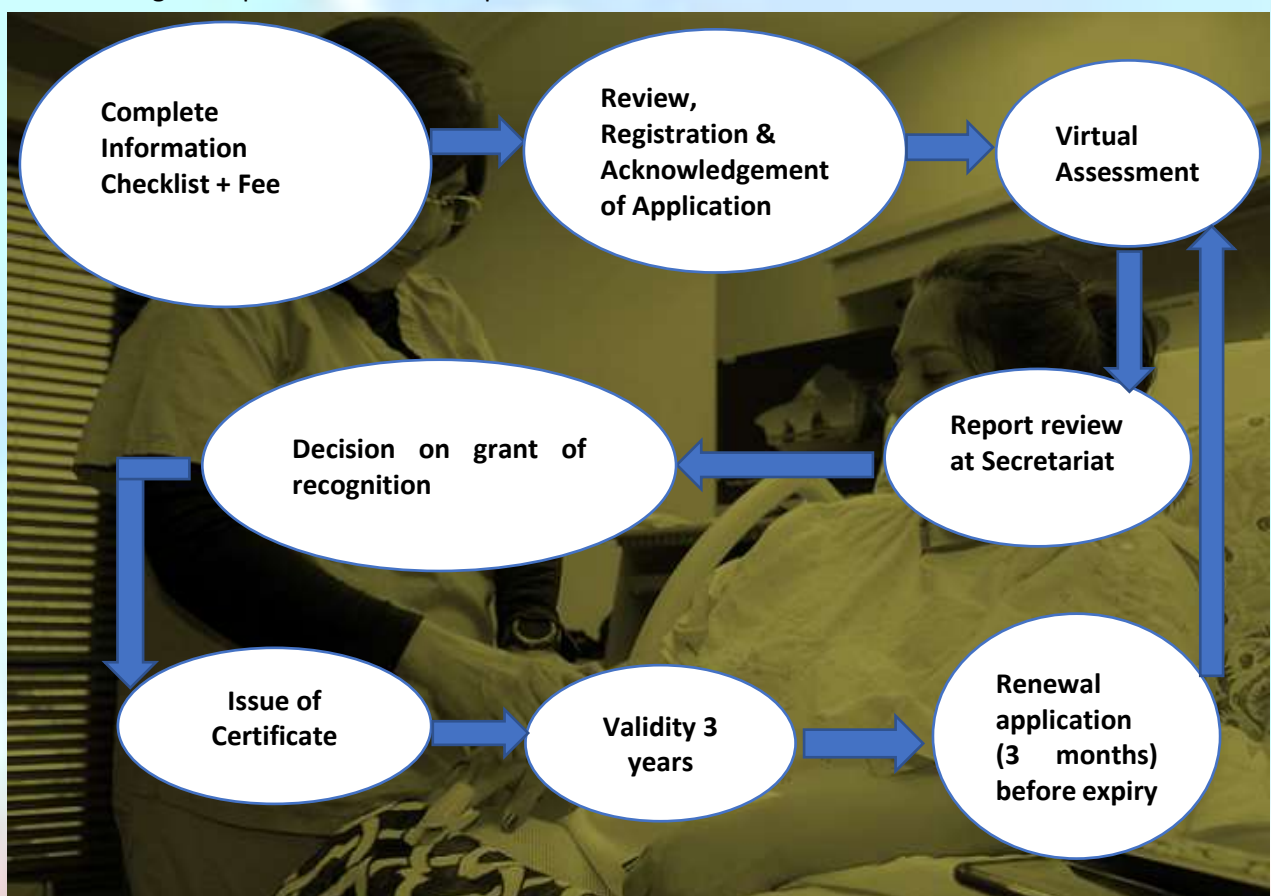 Complete
Information
Checklist + Fee
Review,
Registration &
Acknowledgement
of Application
Virtual
Assessment
Report review
at Secretariat
Decision on grant of
recognition
Issue of
Certificate
Validity 3
years
Renewal
application
(3 months)
before expiry